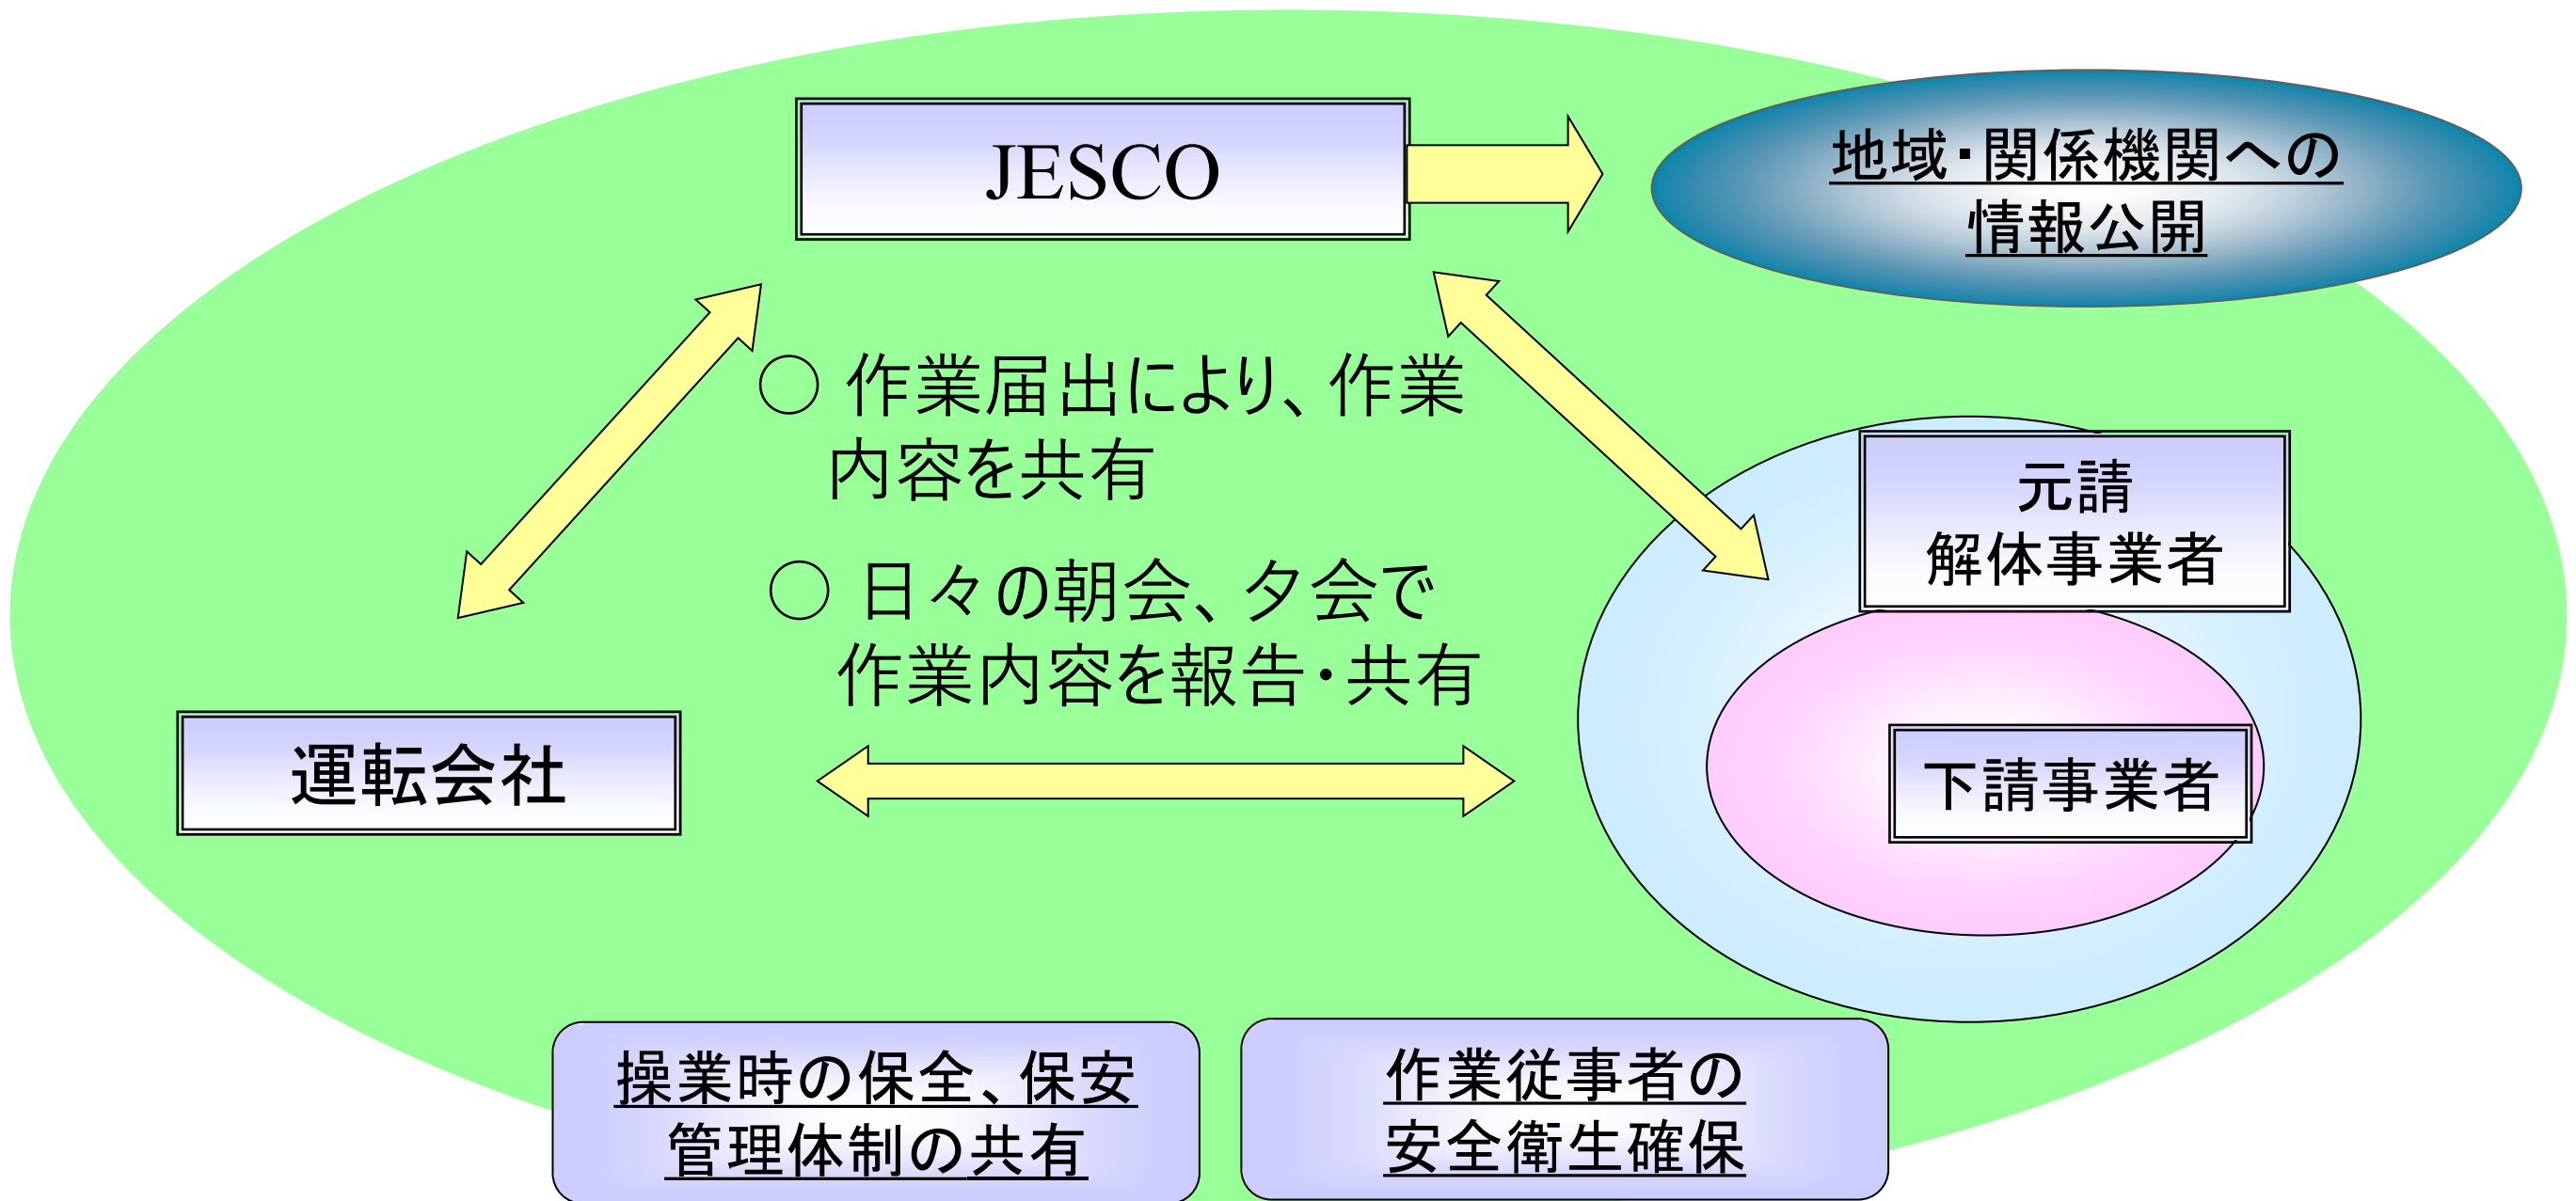 JESCO
地域・関係機関への
情報公開
○ 作業届出により、作業
内容を共有
元請
解体事業者
○ 日々の朝会、夕会で
作業内容を報告・共有
運転会社
下請事業者
操業時の保全、保安
管理体制の共有
作業従事者の
安全衛生確保